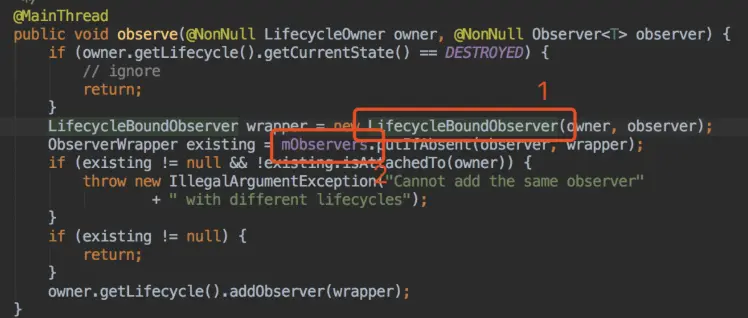 */
@MainThread
public void observe(@NonNull LifecycleOwner owner, @NonNull Observer<T> observer) {
if (owner.getLifecycle().getCurrentState() == DESTROYED) {
// ignore
return;
}
1
LifecycleBoundObserver wrapper = new LifecycleBoundObserver(owner, observer);
ObserverWrapper existing = mObservers.putIfAbsent(observer, wrapper);
if (existing != null && !existing.isAttachedTo(owner)) {
2
throw new IllegalArgumentException("Cannot add the same observer"
+ " with different lifecycles");
}
if (existing != null) {
return;
}
owner.getLifecycle().addObserver(wrapper);
}